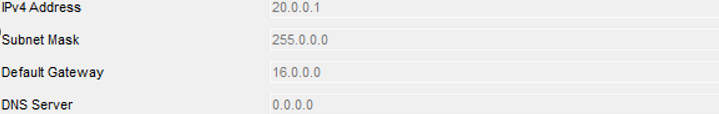 IPv4 Address 20.0.0.1
Subnet Mask 255.0.0.0
Default Gateway 16.0.0.0
DNS Server 0.0.0.0